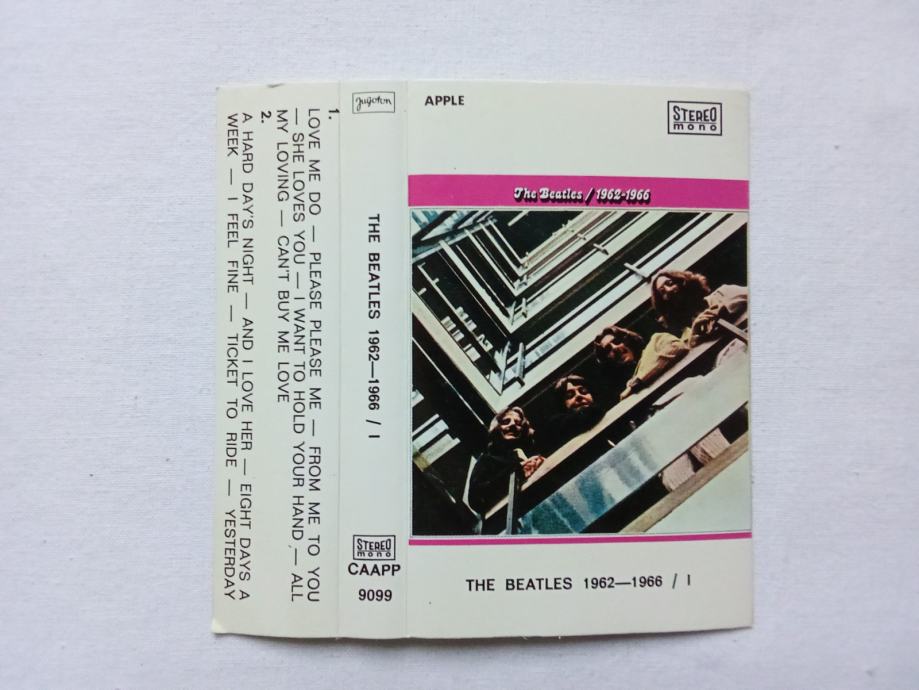 1.
LOVE ME DO — PLEASE PLEASE ME — FROM ME TO YOU
— SHE LOVES YOU — I WANT TO HOLD YOUR HAND — ALL
MY LOVING — CAN'T BUY ME LOVE
2.
A HARD DAY'S NIGHT — AND I LOVE HER — EIGHT DAYS A
WEEK — I FEEL FINE — TICKET TO RIDE — YESTERDAY
jugoton
THE BEATLES 1962—1966 / I
STEREO
mono
CAAPP
9099
APPLE
STEREO
mono
The Beatles / 1962-1966
THE BEATLES 1962—1966 / I